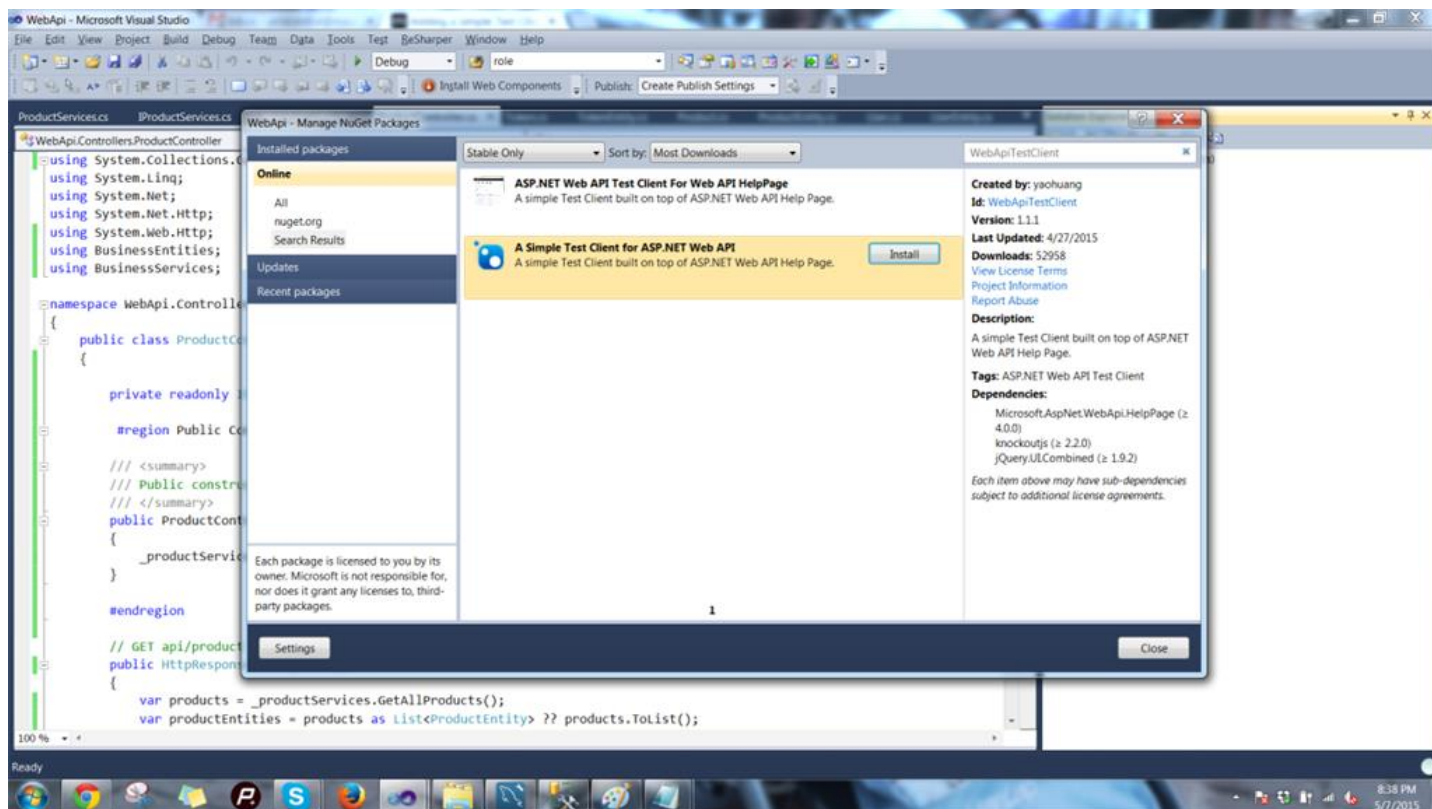 WebApi - Microsoft Visual Studio
File Edit View Project Build Debug Team Data Tools Test ReSharper Window Help
Debug role
Install Web Components Publish: Create Publish Settings
ProductServices.cs IProductServices.cs
WebApi.Controllers.ProductController
using System.Collections.G
using System.Linq;
using System.Net;
using System.Net.Http;
using System.Web.Http;
using BusinessEntities;
using BusinessServices;
namespace WebApi.Controlle
{
public class ProductCo
{
private readonly I
#region Public Co
/// <summary>
/// Public constru
/// </summary>
public ProductCont
{
_productServic
}
#endregion
// GET api/product
public HttpRespon
{
var products = _productServices.GetAllProducts();
var productEntities = products as List<ProductEntity> ?? products.ToList();
100 %
Ready
WebApi - Manage NuGet Packages
Installed packages
Online
All
nuget.org
Search Results
Updates
Recent packages
Each package is licensed to you by its
owner. Microsoft is not responsible for,
nor does it grant any licenses to, third-
party packages.
Settings
Stable Only Sort by: Most Downloads
ASP.NET Web API Test Client For Web API HelpPage
A simple Test Client built on top of ASP.NET Web API Help Page.
A Simple Test Client for ASP.NET Web API
A simple Test Client built on top of ASP.NET Web API Help Page.
Install
1
WebApiTestClient
Created by: yaohuang
Id: WebApiTestClient
Version: 1.1.1
Last Updated: 4/27/2015
Downloads: 52958
View License Terms
Project Information
Report Abuse
Description:
A simple Test Client built on top of ASP.NET
Web API Help Page.
Tags: ASP.NET Web API Test Client
Dependencies:
Microsoft.AspNet.WebApi.HelpPage (≥
4.0.0)
knockoutjs (≥ 2.2.0)
jQuery.UI.Combined (≥ 1.9.2)
Each item above may have sub-dependencies
subject to additional license agreements.
Close
8:38 PM
5/7/2015